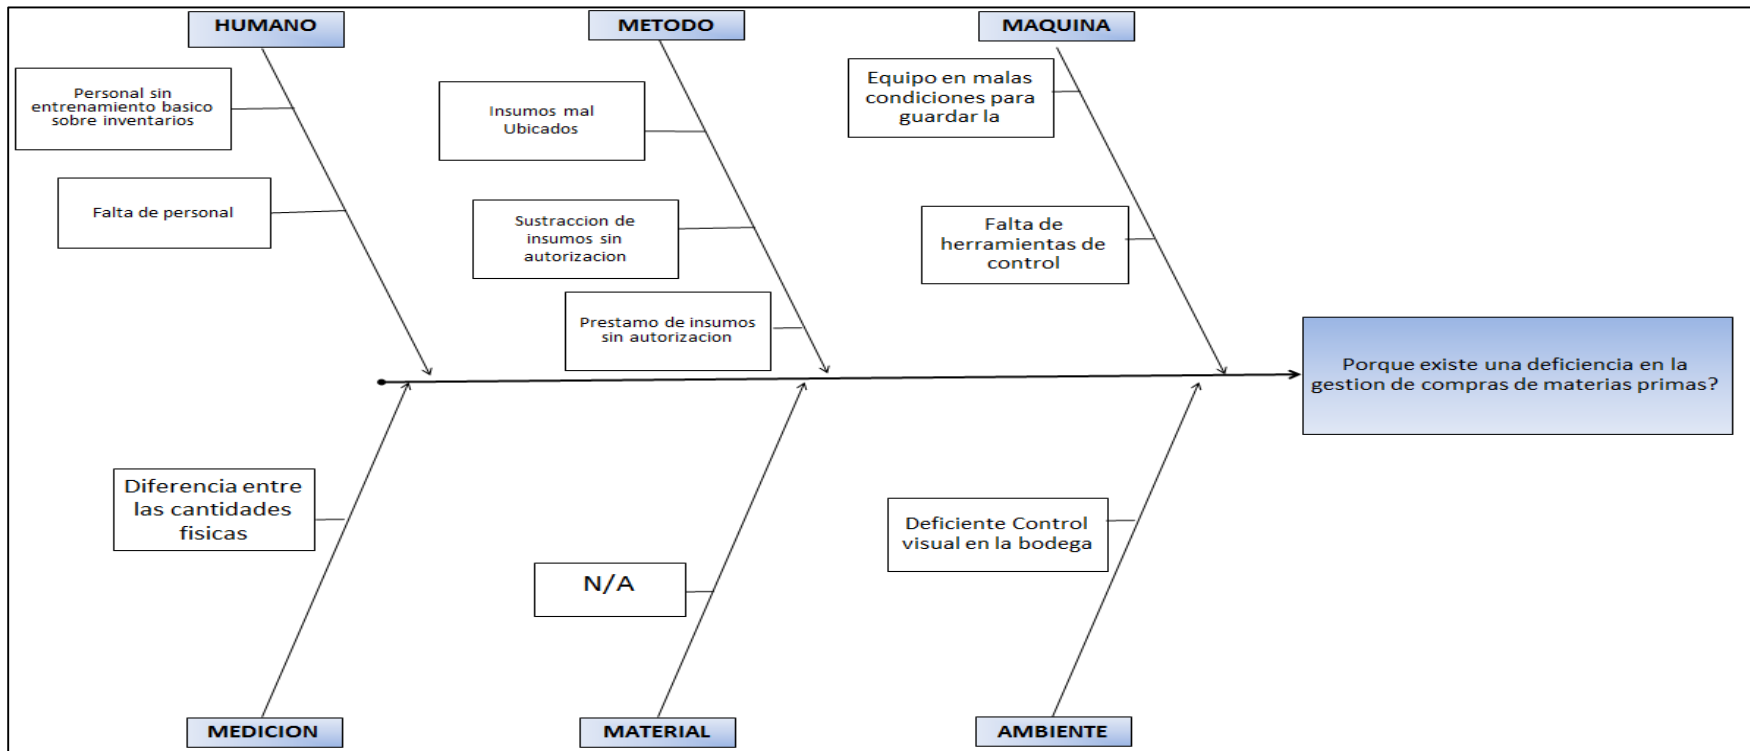 HUMANO
METODO
MAQUINA
Personal sin
entrenamiento basico
sobre inventarios
Falta de personal
Insumos mal
Ubicados
Sustraccion de
insumos sin
autorizacion
Prestamo de insumos
sin autorizacion
Equipo en malas
condiciones para
guardar la
Falta de
herramientas de
control
Porque existe una deficiencia en la
gestion de compras de materias primas?
Diferencia entre
las cantidades
fisicas
N/A
Deficiente Control
visual en la bodega
MEDICION
MATERIAL
AMBIENTE